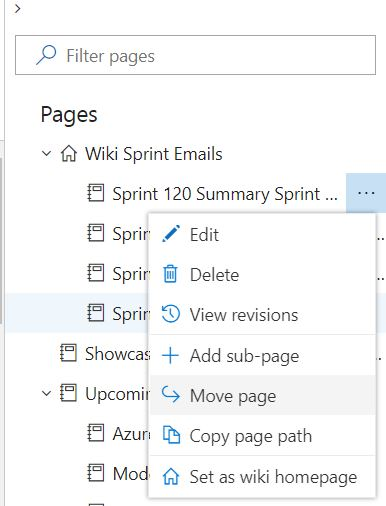 Filter pages
Pages
Wiki Sprint Emails
Sprint 120 Summary Sprint ...
Edit
Delete
View revisions
Add sub-page
Showcas
Move page
Copy page path
Set as wiki homepage